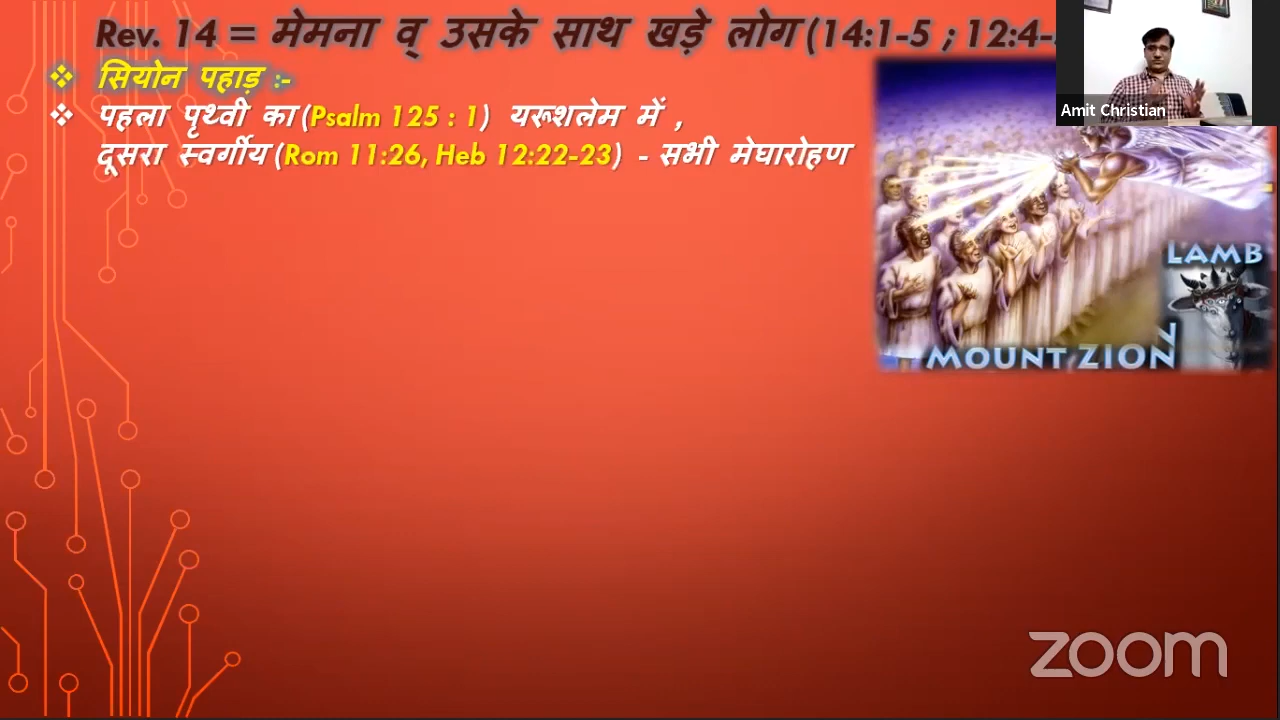 Rev. 14 = मेमना व् उसके साथ खड़े लोग (14:1-5 ; 12:4-
❖ सियोन पहाड़ :-
❖ पहला पृथ्वी का (Psalm 125 : 1) यरूशलेम में ,
दूसरा स्वर्गीय (Rom 11:26, Heb 12:22-23) - सभी मेघारोहण
Amit Christian
LAMB
MOUNT ZION
zoom